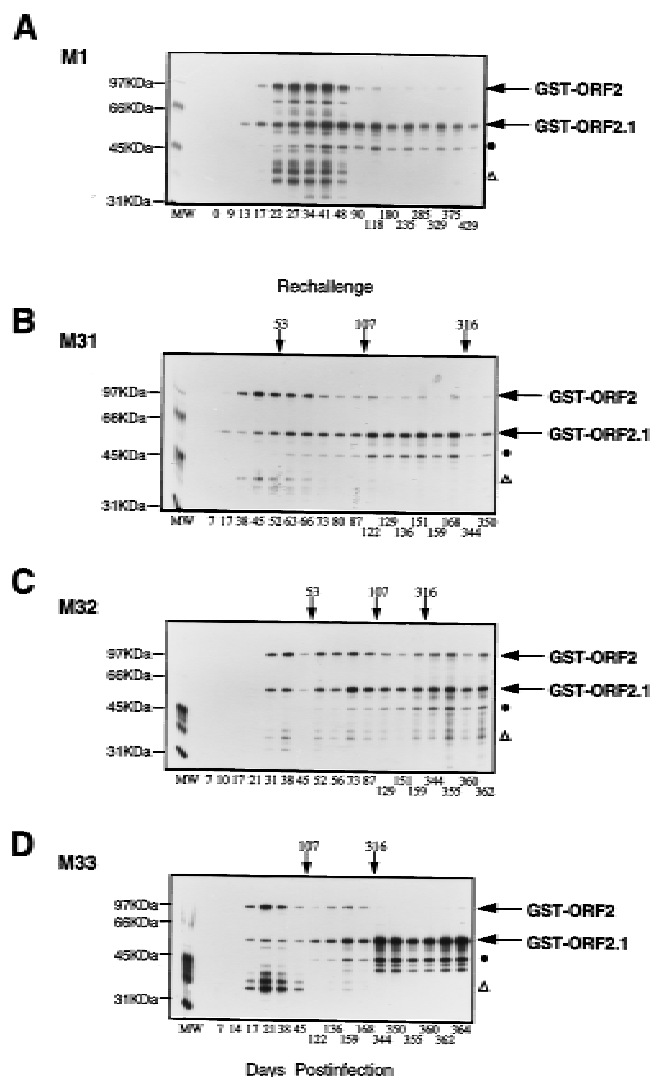 A
M1
97KDa
66KDa
45KDa
31KDa
GST-ORF2
GST-ORF2.1
M/W 0 9 13 17 22 27 34 41 48 90 180 285 375
118 235 329 429
Rechallenge
B
M31
53 107 316
97KDa
66KDa
45KDa
31KDa
GST-ORF2
GST-ORF2.1
M/W 7 17 38 45 52 63 66 73 80 87 129 151 168 350
122 136 159 344
C
M32
53 107 316
97KDa
66KDa
45KDa
31KDa
GST-ORF2
GST-ORF2.1
M/W 7 10 17 21 31 38 45 52 56 73 87 151 344 360
129 159 355 362
D
M33
107 316
97KDa
66KDa
45KDa
31KDa
GST-ORF2
GST-ORF2.1
M/W 7 14 17 21 38 45 136 168 350 360 364
122 159 344 355 362
Days Postinfection